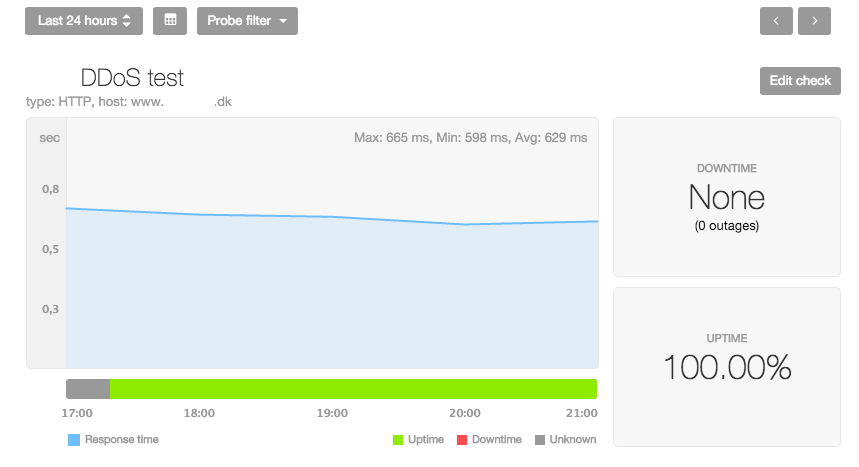 Last 24 hours Probe filter
DDoS test
Edit check
type: HTTP, host: www. .dk
sec
Max: 665 ms, Min: 598 ms, Avg: 629 ms
0,8
0,5
0,3
17:00 18:00 19:00 20:00 21:00
Response time Uptime Downtime Unknown
DOWNTIME
None
(0 outages)
UPTIME
100.00%